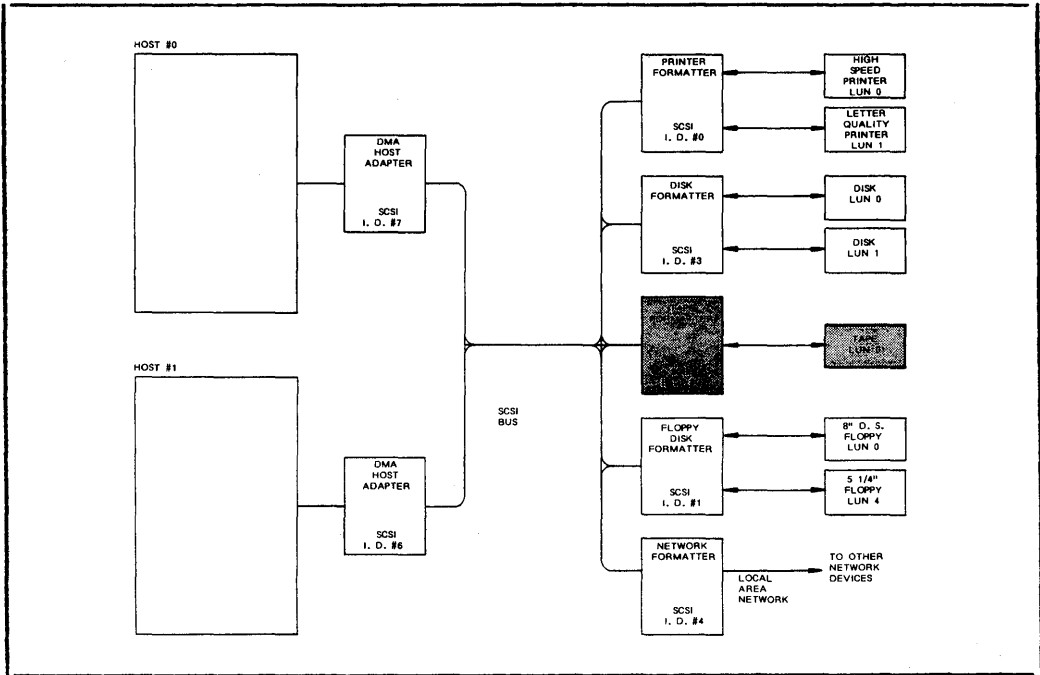 HOST #0
DMA
HOST
ADAPTER
SCSI
I. D. #7
HOST #1
DMA
HOST
ADAPTER
SCSI
I. D. #6
SCSI
BUS
PRINTER
FORMATTER
SCSI
I. D. #0
HIGH
SPEED
PRINTER
LUN 0
LETTER
QUALITY
PRINTER
LUN 1
DISK
FORMATTER
SCSI
I. D. #3
DISK
LUN 0
DISK
LUN 1
TAPE
LUN
FLOPPY
DISK
FORMATTER
SCSI
I. D. #1
8" D. S.
FLOPPY
LUN 0
5 1/4"
FLOPPY
LUN 4
NETWORK
FORMATTER
SCSI
I. D. #4
LOCAL
AREA
NETWORK
TO OTHER
NETWORK
DEVICES